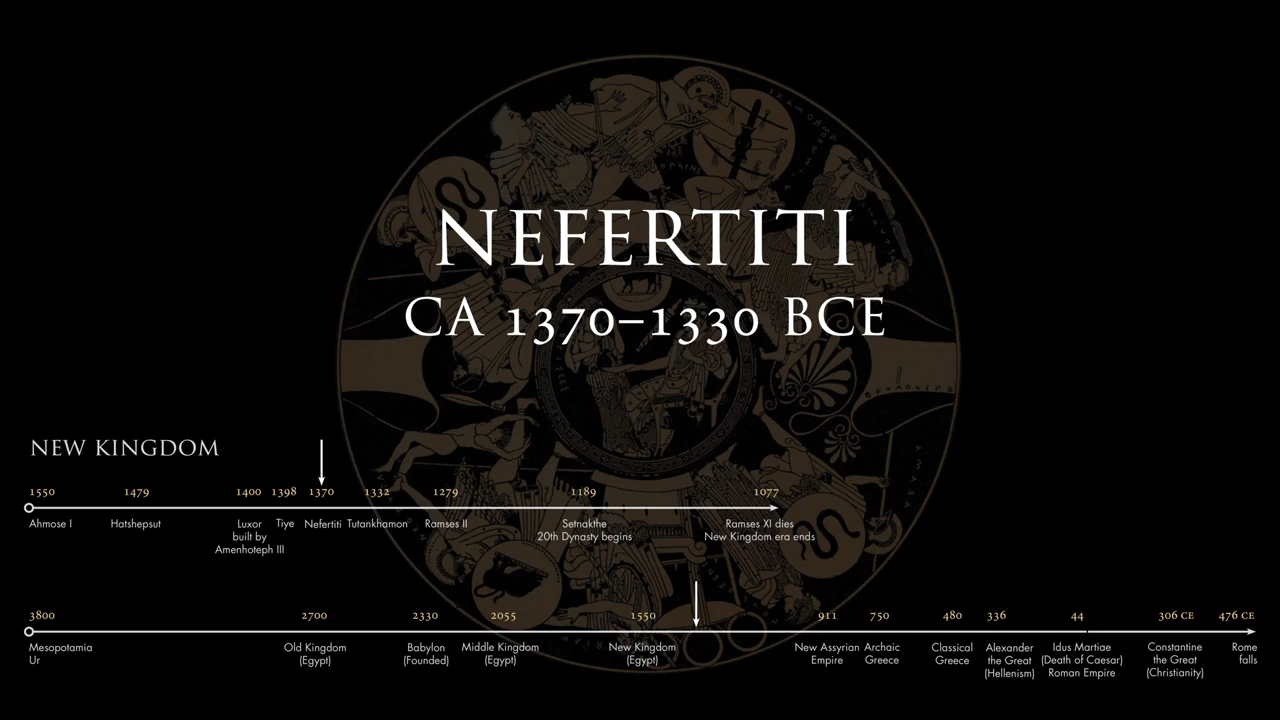 NEFERTITI
CA 1370–1330 BCE
NEW KINGDOM
1550 1479 1400 1398 1370 1332 1279 1189 1077
Ahmose I Hatshepsut Luxor Tiye Nefertiti Tutankhamon Ramses II Setnakthe Ramses XI dies
built by 20th Dynasty begins New Kingdom era ends
Amenhoteph III
3800 2700 2330 2055 1550 911 750 480 336 44 306 CE 476 CE
Mesopotamia Old Kingdom Babylon Middle Kingdom New Kingdom New Assyrian Archaic Classical Alexander Idus Martiae Constantine Rome
Ur (Egypt) (Founded) (Egypt) (Egypt) Empire Greece Greece the Great (Death of Caesar) the Great falls
(Hellenism) Roman Empire (Christianity)